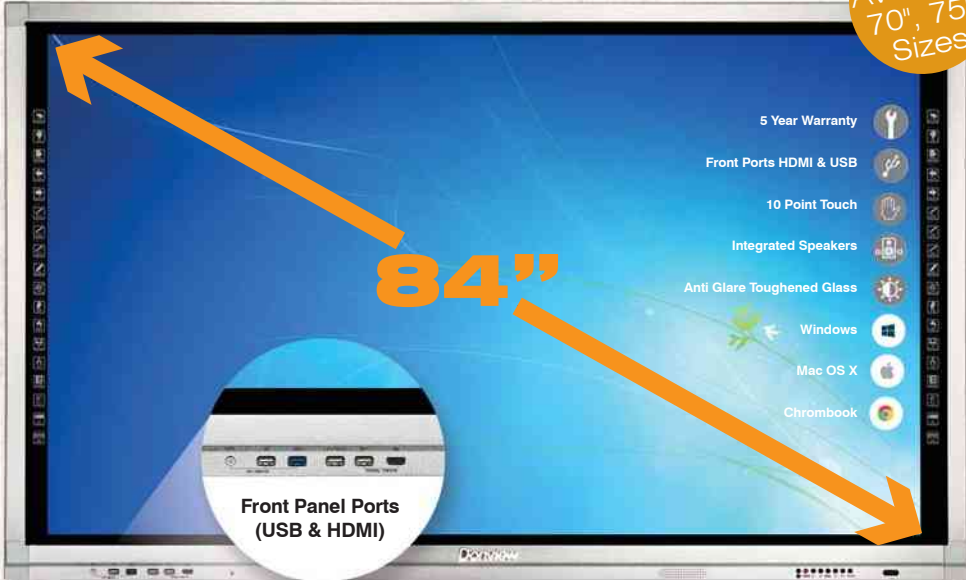 70", 75
Sizes
5 Year Warranty
Front Ports HDMI & USB
10 Point Touch
Integrated Speakers
Anti Glare Toughened Glass
84”
Windows
Mac OS X
Chrombook
Front Panel Ports
(USB & HDMI)
Donview